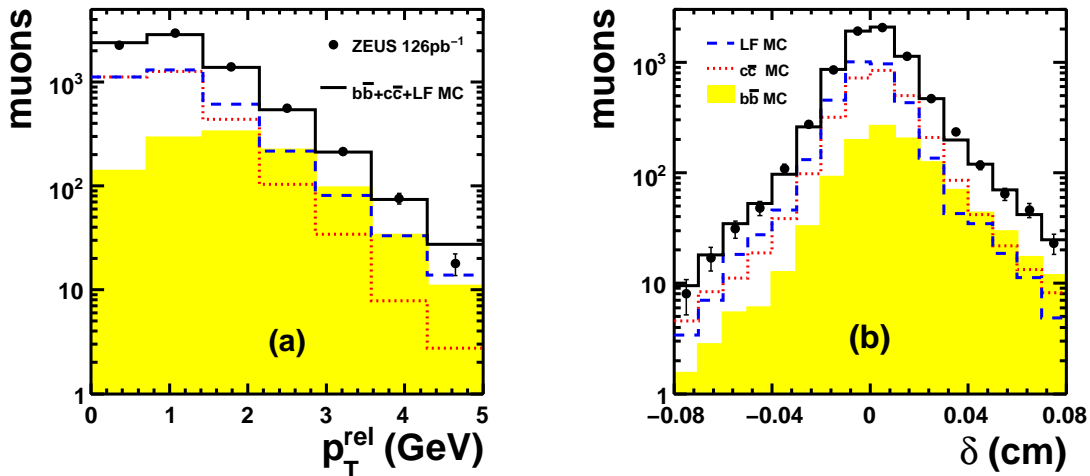 muons
10³
10²
10
1
ZEUS 126pb⁻¹
bb̅+cc̅+LF MC
(a)
0 1 2 3 4 5
p_T^rel (GeV)
muons
10³
10²
10
1
LF MC
cc̅ MC
bb̅ MC
(b)
−0.08 −0.04 0 0.04 0.08
δ (cm)